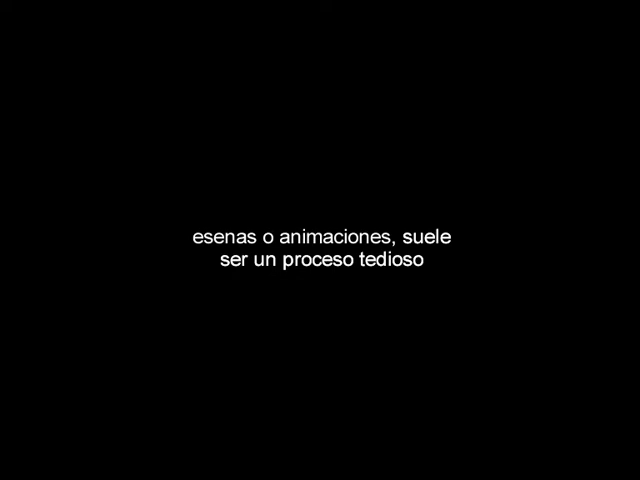 esenas o animaciones, suele
ser un proceso tedioso